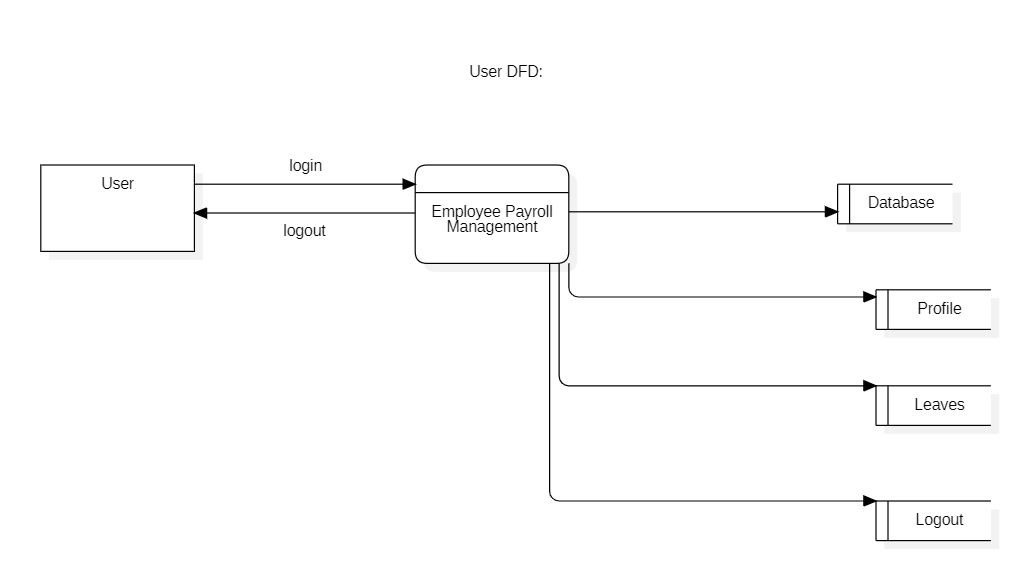 User DFD:
login
User
Employee Payroll
Management
logout
Database
Profile
Leaves
Logout